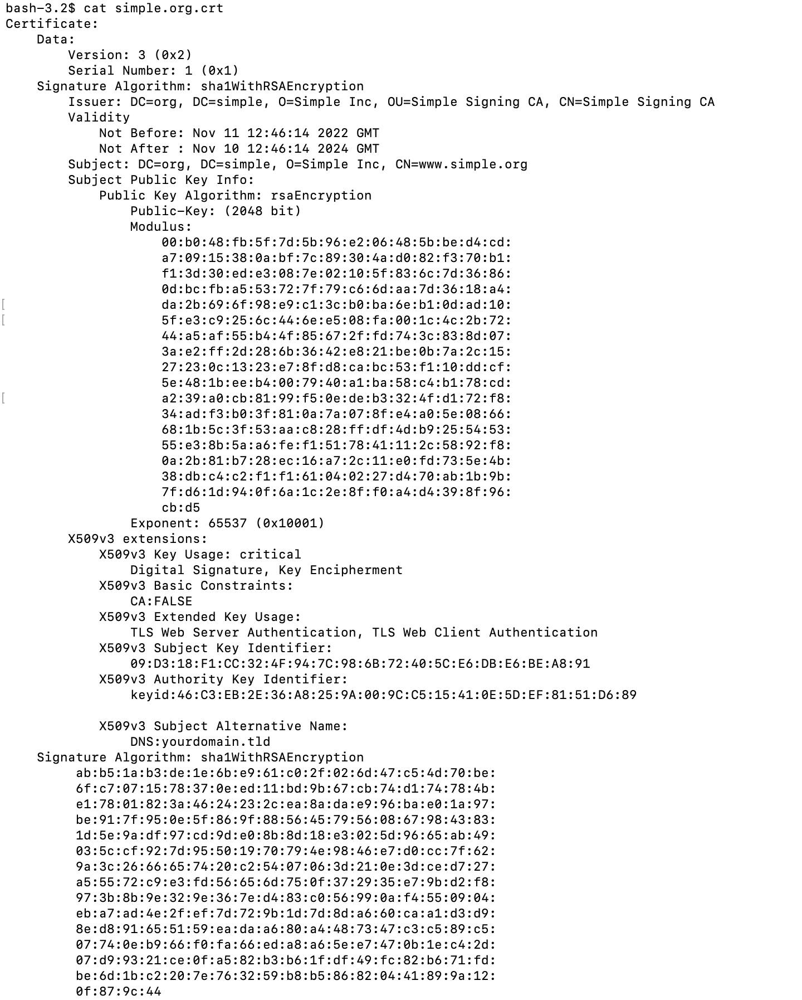 bash-3.2$ cat simple.org.crt
Certificate:
    Data:
        Version: 3 (0x2)
        Serial Number: 1 (0x1)
    Signature Algorithm: sha1WithRSAEncryption
        Issuer: DC=org, DC=simple, O=Simple Inc, OU=Simple Signing CA, CN=Simple Signing CA
        Validity
            Not Before: Nov 11 12:46:14 2022 GMT
            Not After : Nov 10 12:46:14 2024 GMT
        Subject: DC=org, DC=simple, O=Simple Inc, CN=www.simple.org
        Subject Public Key Info:
            Public Key Algorithm: rsaEncryption
                Public-Key: (2048 bit)
                Modulus:
                    00:b0:48:fb:5f:7d:5b:96:e2:06:48:5b:be:d4:cd:
                    a7:09:15:38:0a:bf:7c:89:30:4a:d0:82:f3:70:b1:
                    f1:3d:30:ed:e3:08:7e:02:10:5f:83:6c:7d:36:86:
                    0d:bc:fb:a5:53:72:7f:79:c6:6d:aa:7d:36:18:a4:
                    da:2b:69:6f:98:e9:c1:3c:b0:ba:6e:b1:0d:ad:10:
                    5f:e3:c9:25:6c:44:6e:e5:08:fa:00:1c:4c:2b:72:
                    44:a5:af:55:b4:4f:85:67:2f:fd:74:3c:83:8d:07:
                    3a:e2:ff:2d:28:6b:36:42:e8:21:be:0b:7a:2c:15:
                    27:23:0c:13:23:e7:8f:d8:ca:bc:53:f1:10:dd:cf:
                    5e:48:1b:ee:b4:00:79:40:a1:ba:58:c4:b1:78:cd:
                    a2:39:a0:cb:81:99:f5:0e:de:b3:32:4f:d1:72:f8:
                    34:ad:f3:b0:3f:81:0a:7a:07:8f:e4:a0:5e:08:66:
                    68:1b:5c:3f:53:aa:c8:28:ff:df:4d:b9:25:54:53:
                    55:e3:8b:5a:a6:fe:f1:51:78:41:11:2c:58:92:f8:
                    0a:2b:81:b7:28:ec:16:a7:2c:11:e0:fd:73:5e:4b:
                    38:db:c4:c2:f1:f1:61:04:02:27:d4:70:ab:1b:9b:
                    7f:d6:1d:94:0f:6a:1c:2e:8f:f0:a4:d4:39:8f:96:
                    cb:d5
                Exponent: 65537 (0x10001)
        X509v3 extensions:
            X509v3 Key Usage: critical
                Digital Signature, Key Encipherment
            X509v3 Basic Constraints:
                CA:FALSE
            X509v3 Extended Key Usage:
                TLS Web Server Authentication, TLS Web Client Authentication
            X509v3 Subject Key Identifier:
                09:D3:18:F1:CC:32:4F:94:7C:98:6B:72:40:5C:E6:DB:E6:BE:A8:91
            X509v3 Authority Key Identifier:
                keyid:46:C3:EB:2E:36:A8:25:9A:00:9C:C5:15:41:0E:5D:EF:81:51:D6:89

            X509v3 Subject Alternative Name:
                DNS:yourdomain.tld
    Signature Algorithm: sha1WithRSAEncryption
         ab:b5:1a:b3:de:1e:6b:e9:61:c0:2f:02:6d:47:c5:4d:70:be:
         6f:c7:07:15:78:37:0e:ed:11:bd:9b:67:cb:74:d1:74:78:4b:
         e1:78:01:82:3a:46:24:23:2c:ea:8a:da:e9:96:ba:e0:1a:97:
         be:91:7f:95:0e:5f:86:9f:88:56:45:79:56:08:67:98:43:83:
         1d:5e:9a:df:97:cd:9d:e0:8b:8d:18:e3:02:5d:96:65:ab:49:
         03:5c:cf:92:7d:95:50:19:70:79:4e:98:46:e7:d0:cc:7f:62:
         9a:3c:26:66:65:74:20:c2:54:07:06:3d:21:0e:3d:ce:d7:27:
         a5:55:72:c9:e3:fd:56:65:6d:75:0f:37:29:35:e7:9b:d2:f8:
         97:3b:8b:9e:32:9e:36:7e:d4:83:c0:56:99:0a:f4:55:09:04:
         eb:a7:ad:4e:2f:ef:7d:72:9b:1d:7d:8d:a6:60:ca:a1:d3:d9:
         8e:d8:91:65:51:59:ea:da:a6:80:a4:48:73:47:c3:c5:89:c5:
         07:74:0e:b9:66:f0:fa:66:ed:a8:a6:5e:e7:47:0b:1e:c4:2d:
         07:d9:93:21:ce:0f:a5:82:b3:b6:1f:df:49:fc:82:b6:71:fd:
         be:6d:1b:c2:20:7e:76:32:59:b8:b5:86:82:04:41:89:9a:12:
         0f:87:9c:44